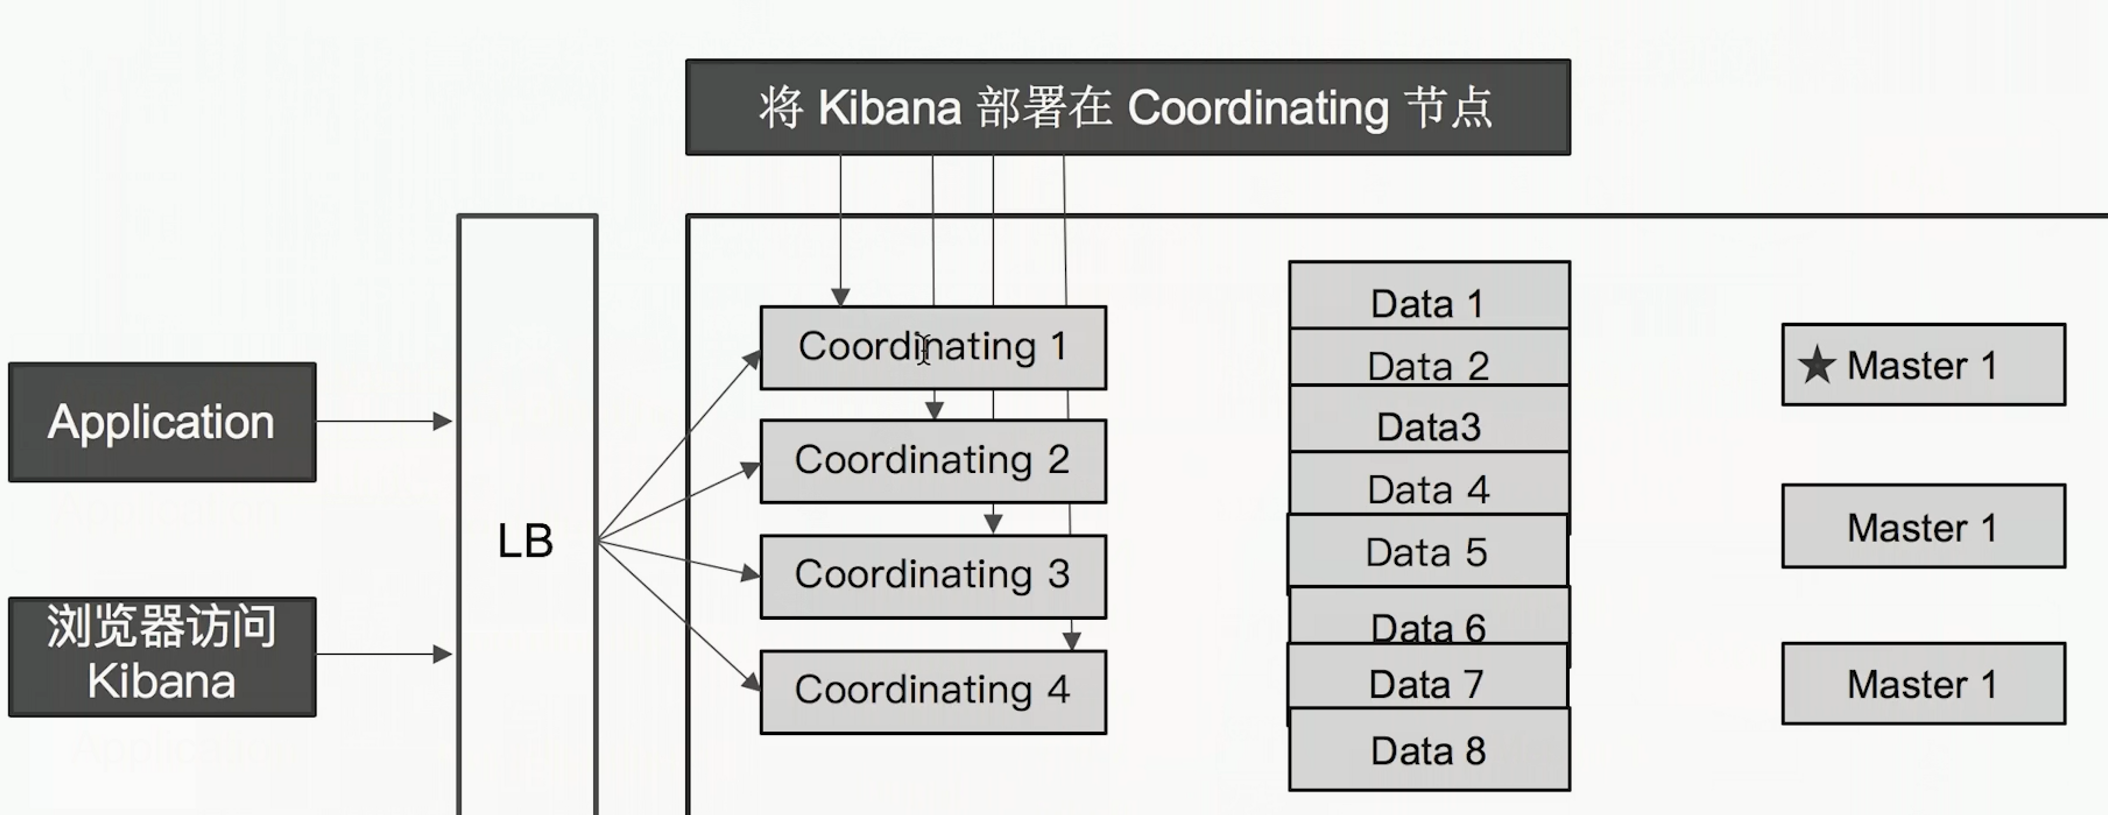 将 Kibana 部署在 Coordinating 节点
Application
浏览器访问
Kibana
LB
Coordinating 1
Coordinating 2
Coordinating 3
Coordinating 4
Data 1
Data 2
Data3
Data 4
Data 5
Data 6
Data 7
Data 8
★ Master 1
Master 1
Master 1